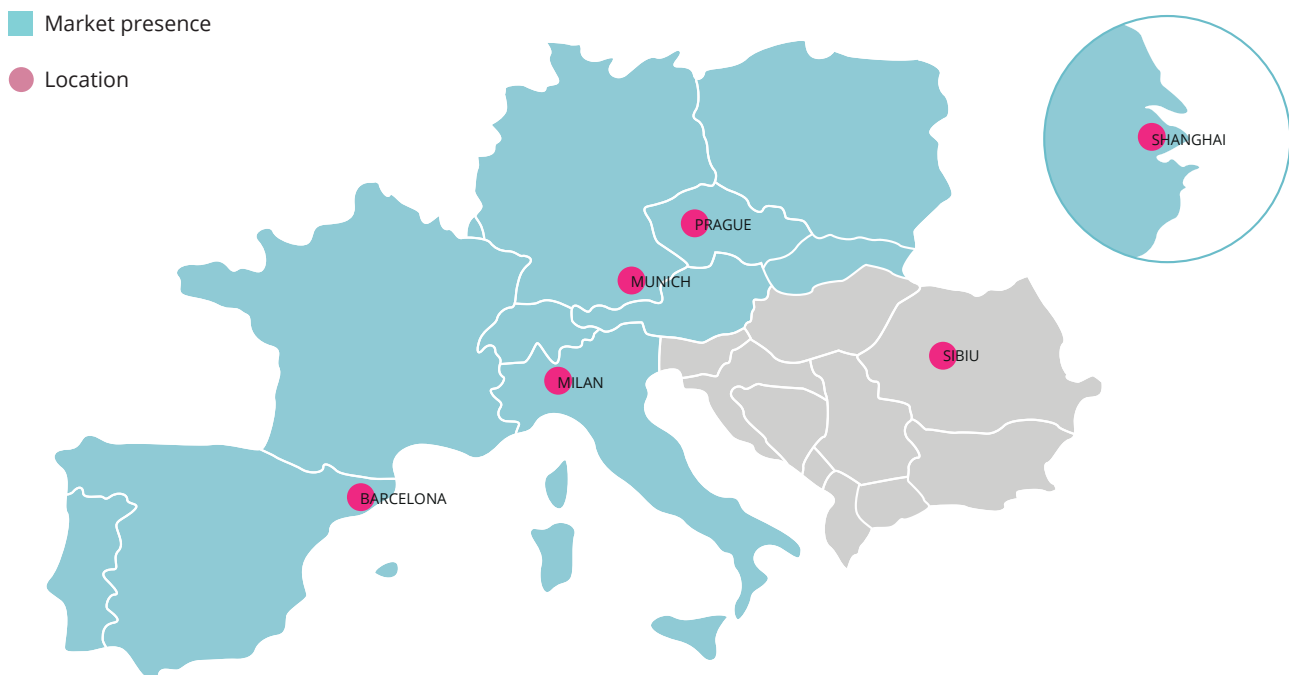 Market presence
Location
SHANGHAI
PRAGUE
MUNICH
SIBIU
MILAN
BARCELONA